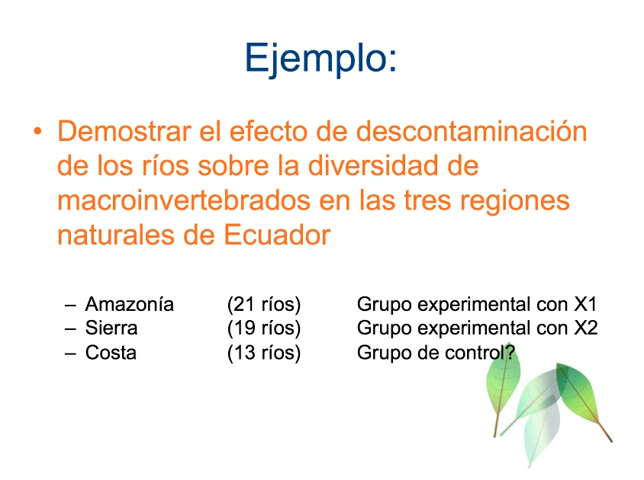 Ejemplo:
• Demostrar el efecto de descontaminación
de los ríos sobre la diversidad de
macroinvertebrados en las tres regiones
naturales de Ecuador
– Amazonía (21 ríos) Grupo experimental con X1
– Sierra (19 ríos) Grupo experimental con X2
– Costa (13 ríos) Grupo de control?